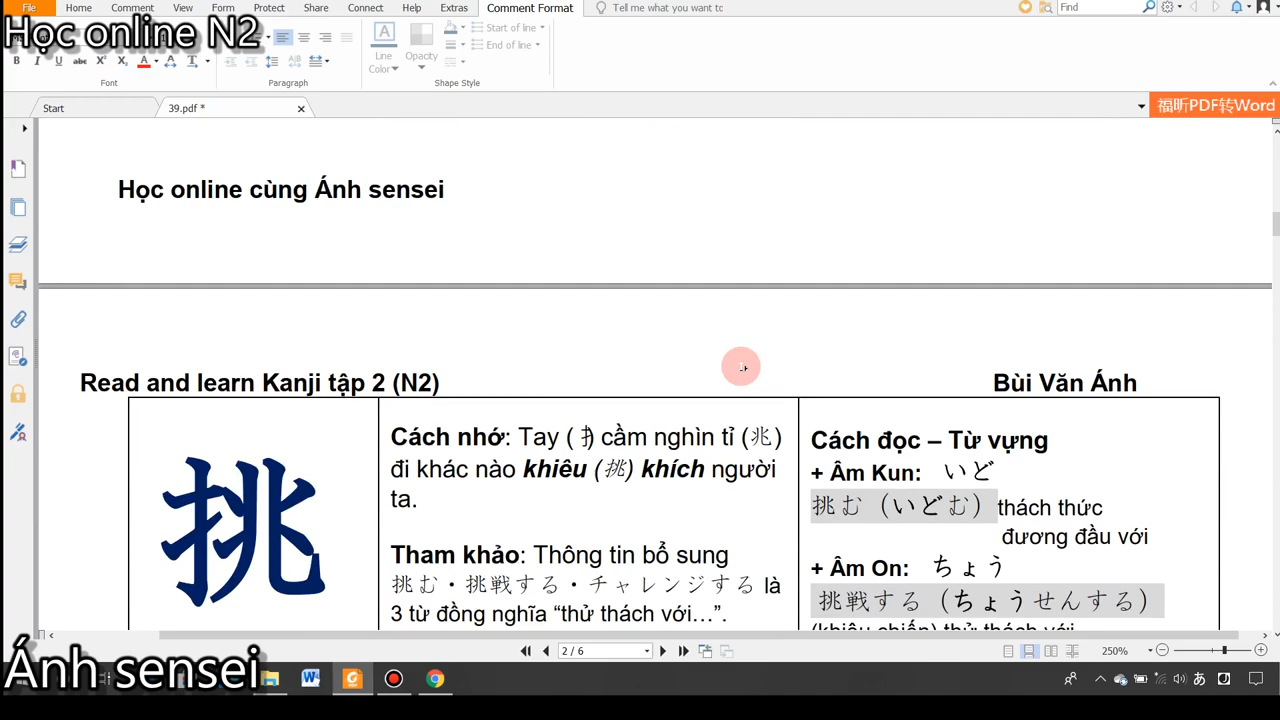 File Home Comment View Form Protect Share Connect Help Extras Comment Format Tell me what you want to Find
Học online N2
Start of line
End of line
Line Color
Opacity
Font Paragraph Shape Style
Start 39.pdf * 福昕PDF转Word
Học online cùng Ánh sensei
Read and learn Kanji tập 2 (N2) Bùi Văn Ánh
挑
Cách nhớ: Tay (扌) cầm nghìn tỉ (兆)
đi khác nào khiêu (挑) khích người
ta.
Tham khảo: Thông tin bổ sung
挑む・挑戦する・チャレンジする là
3 từ đồng nghĩa “thử thách với…”.
Cách đọc – Từ vựng
+ Âm Kun: いど
挑む（いどむ）thách thức
đương đầu với
+ Âm On: ちょう
挑戦する（ちょうせんする）
(khiêu chiến) thử thách với
2 / 6
250%
Ánh sensei
あ